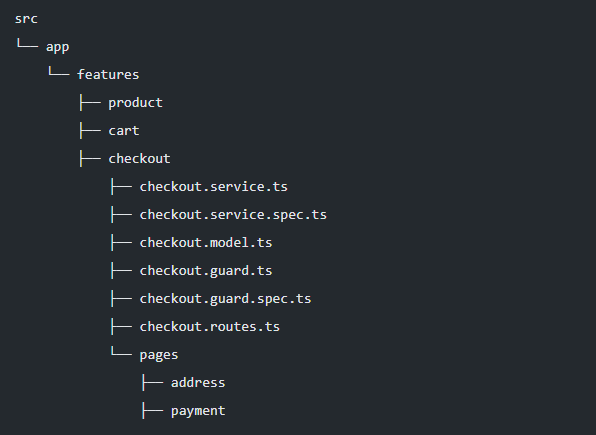 src
└── app
    └── features
        ├── product
        ├── cart
        ├── checkout
            ├── checkout.service.ts
            ├── checkout.service.spec.ts
            ├── checkout.model.ts
            ├── checkout.guard.ts
            ├── checkout.guard.spec.ts
            ├── checkout.routes.ts
            └── pages
                ├── address
                ├── payment